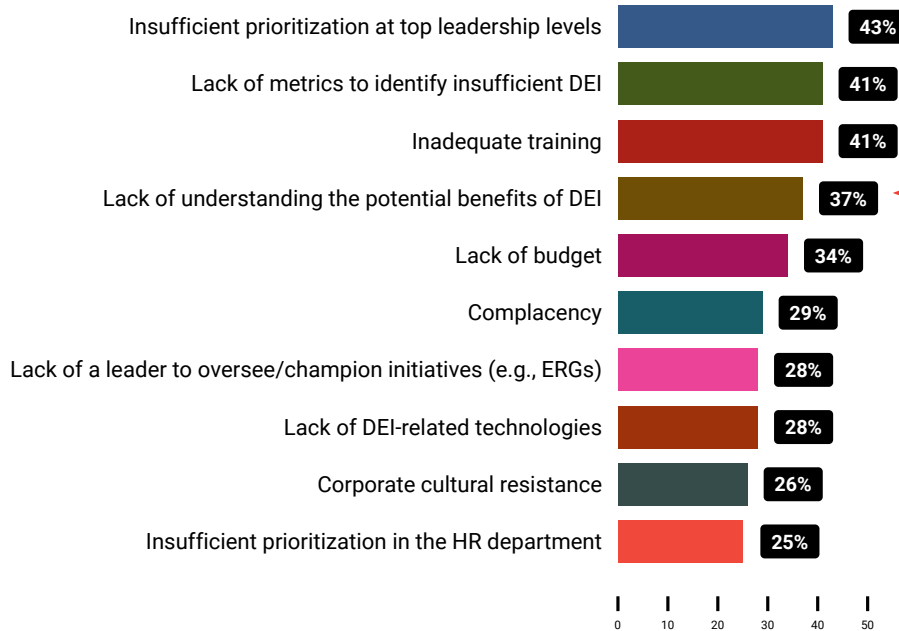 Insufficient prioritization at top leadership levels 43%
Lack of metrics to identify insufficient DEI 41%
Inadequate training 41%
Lack of understanding the potential benefits of DEI 37%
Lack of budget 34%
Complacency 29%
Lack of a leader to oversee/champion initiatives (e.g., ERGs) 28%
Lack of DEI-related technologies 28%
Corporate cultural resistance 26%
Insufficient prioritization in the HR department 25%
0 10 20 30 40 50